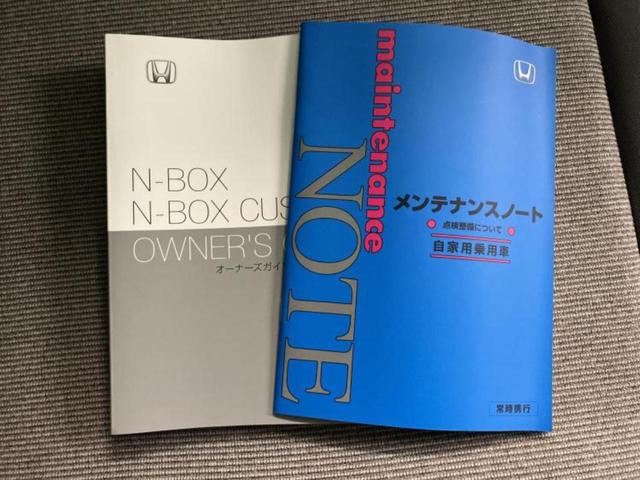 N-BOX
N-BOX CUS
OWNER'S
オーナーズガイ
maintenance
NOTE
メンテナンスノート
点検整備について
自家用乗用車
常時携行